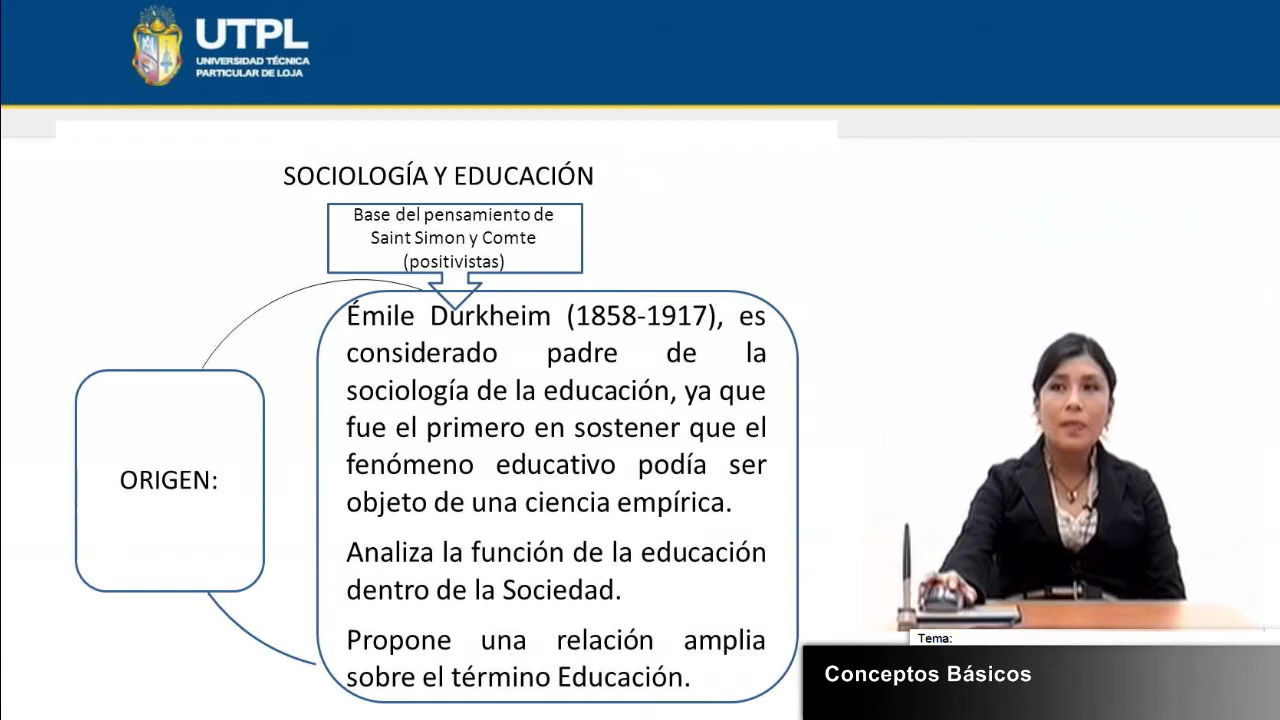 UTPL
UNIVERSIDAD TÉCNICA
PARTICULAR DE LOJA
SOCIOLOGÍA Y EDUCACIÓN
Base del pensamiento de
Saint Simon y Comte
(positivistas)
ORIGEN:
Émile Durkheim (1858-1917), es
considerado padre de la
sociología de la educación, ya que
fue el primero en sostener que el
fenómeno educativo podía ser
objeto de una ciencia empírica.
Analiza la función de la educación
dentro de la Sociedad.
Propone una relación amplia
sobre el término Educación.
Tema:
Conceptos Básicos